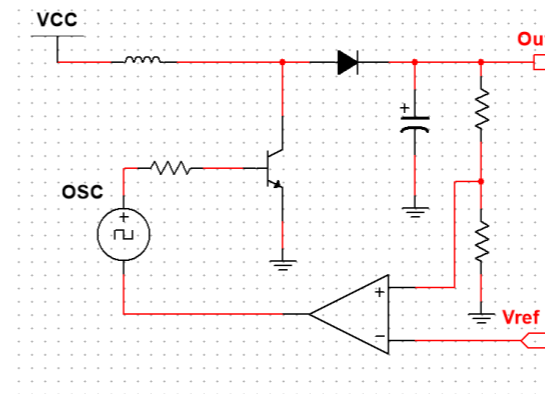 VCC
Ou
OSC
+
+
+
−
Vref